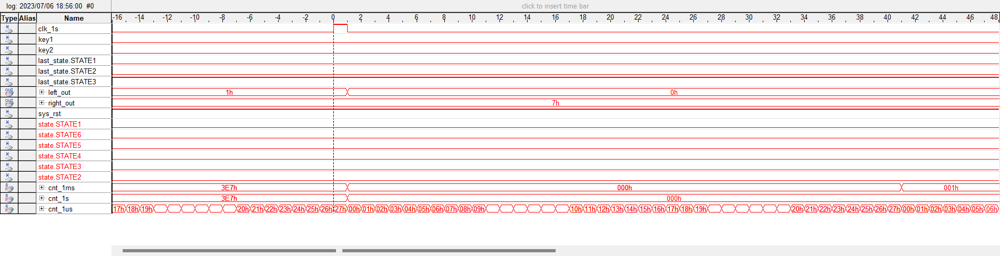 log: 2023/07/06 18:56:00 #0 click to insert time bar
Type Alias Name -16 -14 -12 -10 -8 -6 -4 -2 0 2 4 6 8 10 12 14 16 18 20 22 24 26 28 30 32 34 36 38 40 42 44 46 48
* clk_1s
* key1
* key2
* last_state.STATE1
* last_state.STATE2
* last_state.STATE3
out left_out 1h 0h
out right_out 7h
* sys_rst
* state.STATE1
* state.STATE6
* state.STATE5
* state.STATE4
* state.STATE3
* state.STATE2
R cnt_1ms 3E7h 000h 001h
R cnt_1s 3E7h 000h
R cnt_1us 17h 18h 19h 20h 21h 22h 23h 24h 25h 26h 27h 00h 01h 02h 03h 04h 05h 06h 07h 08h 09h 10h 11h 12h 13h 14h 15h 16h 17h 18h 19h 20h 21h 22h 23h 24h 25h 26h 27h 00h 01h 02h 03h 04h 05h 06h